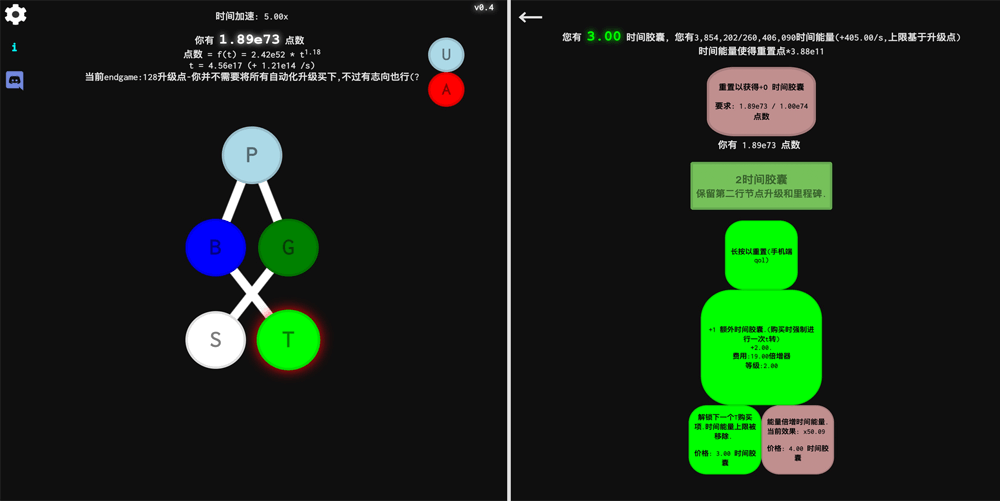 时间加速: 5.00x
v0.4
你有 1.89e73 点数
点数 = f(t) = 2.42e52 * t^1.18
t = 4.56e17 (+ 1.21e14 /s)
当前endgame:128升级点-你并不需要将所有自动化升级买下,不过有志向也行(?
i
U
A
P
B
G
S
T
您有 3.00 时间胶囊, 您有3,854,202/260,406,090时间能量(+405.00/s,上限基于升级点)
时间能量使得重置点*3.88e11
重置以获得+0 时间胶囊
要求: 1.89e73 / 1.00e74
点数
你有 1.89e73 点数
2时间胶囊
保留第二行节点升级和里程碑.
长按以重置(手机端
qol)
+1 额外时间胶囊.(购买时强制进
行一次t转)
+2.00.
费用:19.00倍增器
等级:2.00
解锁下一个T购买
项.时间能量上限被
移除.
价格: 3.00 时间胶
囊
能量倍增时间能量.
当前效果: x50.09
价格: 4.00 时间胶
囊